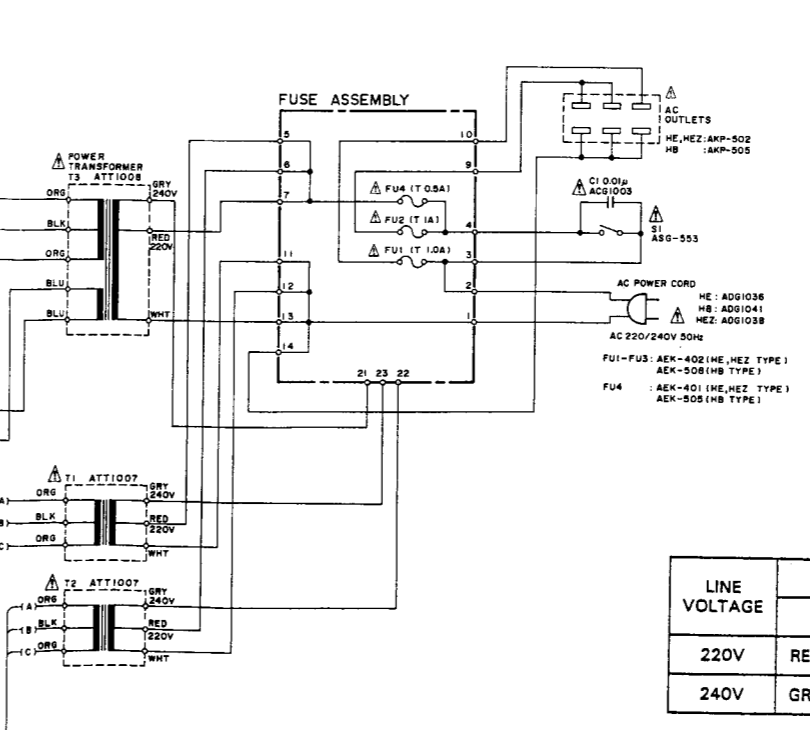 FUSE ASSEMBLY
5
6
7
11
12
13
14
10
9
4
3
2
1
21 23 22
FU4 (T 0.5A)
FU2 (T 1A)
FU1 (T 1.0A)
AC
OUTLETS
HE,HEZ:AKP-502
HB :AKP-505
C1 0.01μ
ACG1003
S1
ASG-553
AC POWER CORD
HE : ADG1036
HB : ADG1041
HEZ: ADG1038
AC 220/240V 50Hz
FU1-FU3: AEK-402(HE,HEZ TYPE)
AEK-508(HB TYPE)
FU4 : AEK-401(HE,HEZ TYPE)
AEK-505(HB TYPE)
POWER
TRANSFORMER
T3 ATT1008
ORG
BLK
ORG
BLU
BLU
GRY
240V
RED
220V
WHT
T1 ATT1007
A) ORG
B) BLK
C) ORG
GRY
240V
RED
220V
WHT
T2 ATT1007
(A) ORG
(B) BLK
(C) ORG
GRY
240V
RED
220V
WHT
LINE
VOLTAGE
220V RE
240V GR